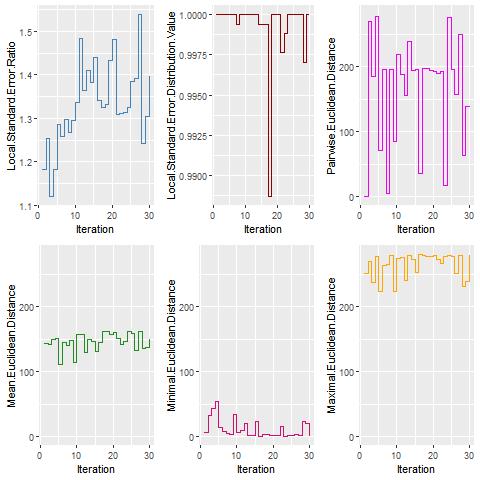 Local.Standard.Error.Ratio
1.5
1.4
1.3
1.2
1.1
0 10 20 30
Iteration
Local.Standard.Error.Distribution.Value
1.0000
0.9975
0.9950
0.9925
0.9900
0 10 20 30
Iteration
Pairwise.Euclidean.Distance
200
100
0
0 10 20 30
Iteration
Mean.Euclidean.Distance
200
100
0
0 10 20 30
Iteration
Minimal.Euclidean.Distance
200
100
0
0 10 20 30
Iteration
Maximal.Euclidean.Distance
200
100
0
0 10 20 30
Iteration